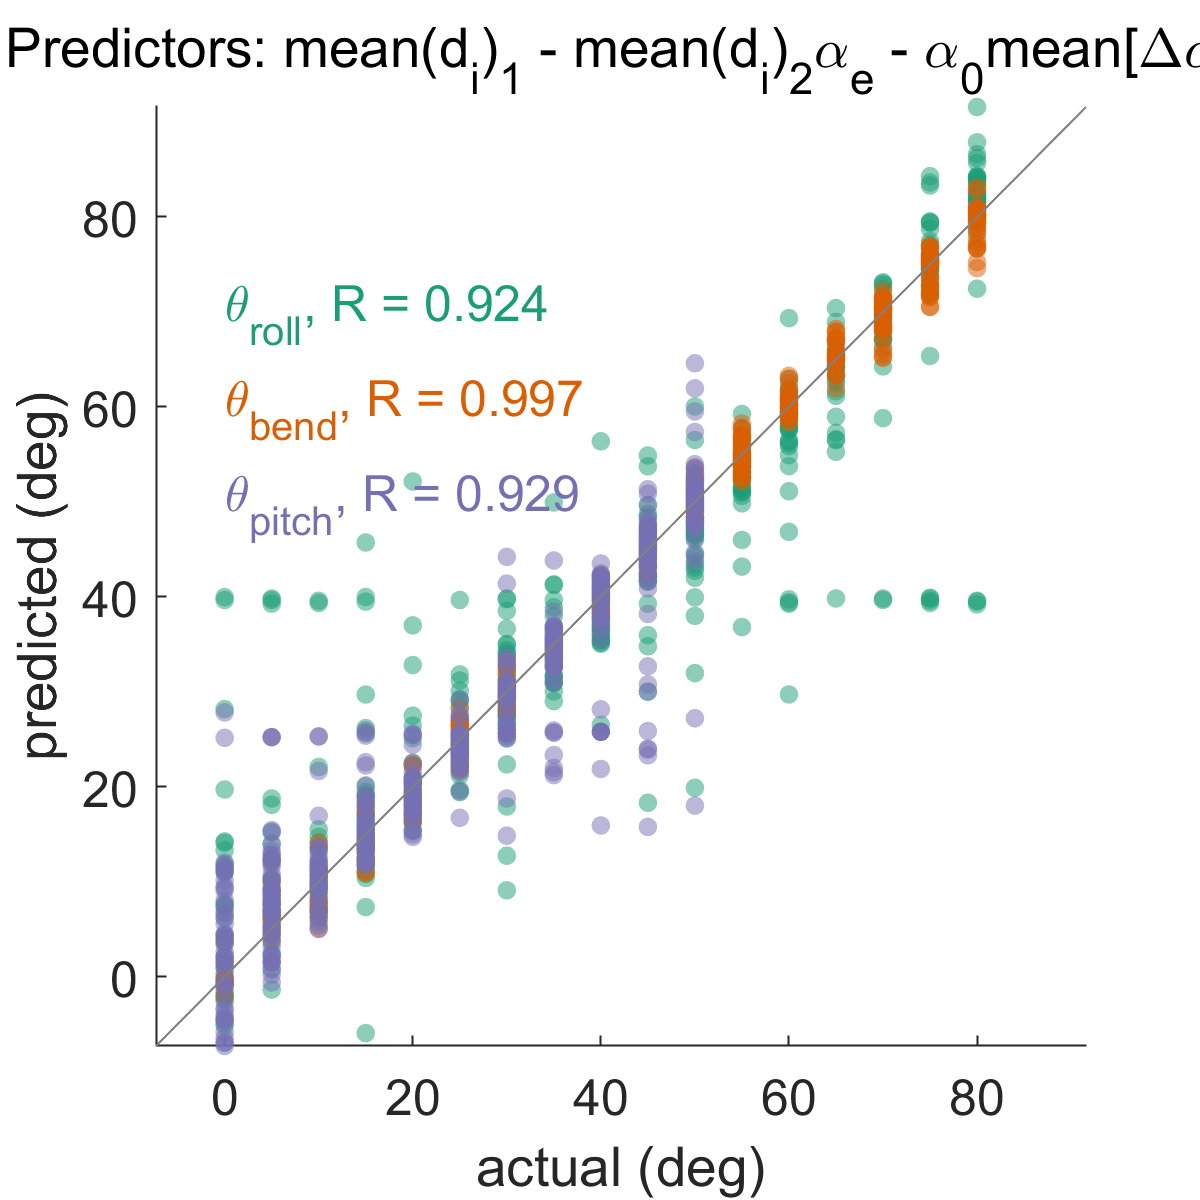 Predictors: mean(dᵢ)₁ - mean(dᵢ)₂αₑ - α₀mean[Δ
θroll, R = 0.924
θbend, R = 0.997
θpitch, R = 0.929
80
60
40
20
0
predicted (deg)
0 20 40 60 80
actual (deg)